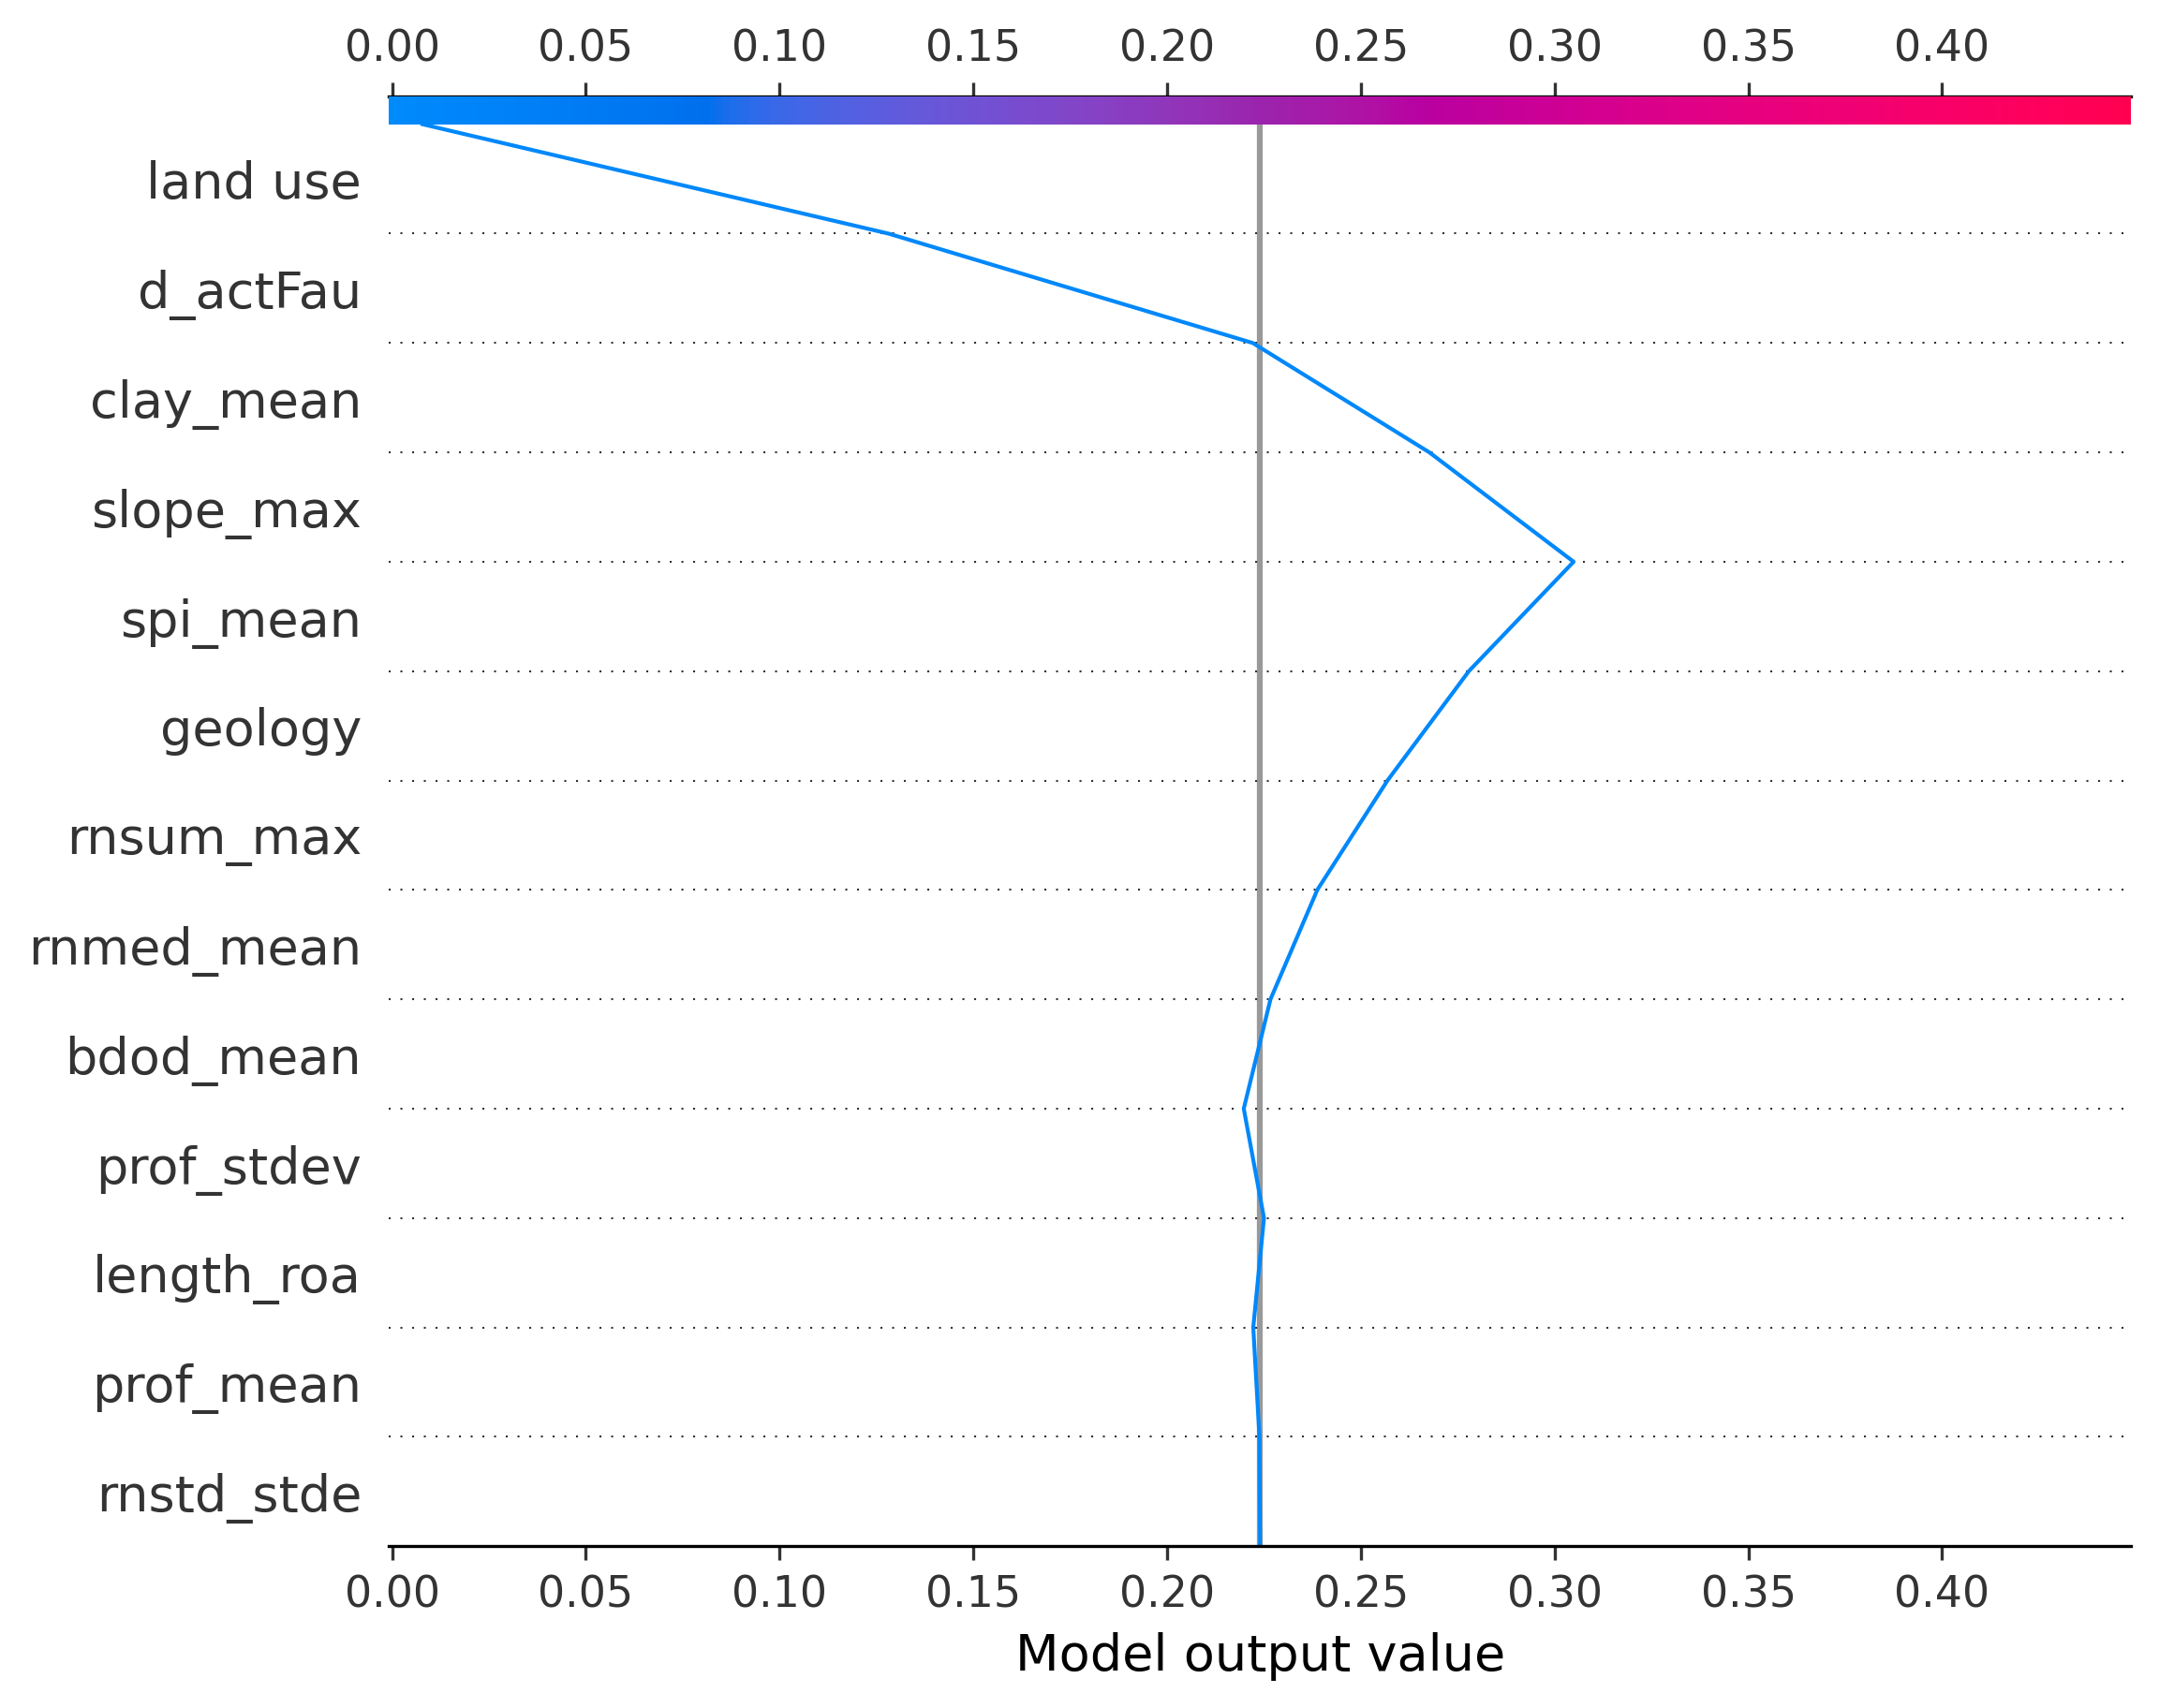 0.00 0.05 0.10 0.15 0.20 0.25 0.30 0.35 0.40
land use
d_actFau
clay_mean
slope_max
spi_mean
geology
rnsum_max
rnmed_mean
bdod_mean
prof_stdev
length_roa
prof_mean
rnstd_stde
0.00 0.05 0.10 0.15 0.20 0.25 0.30 0.35 0.40
Model output value